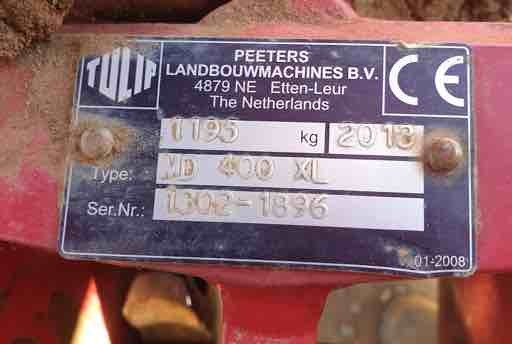 TULIP
PEETERS
LANDBOUWMACHINES B.V.
4879 NE Etten-Leur
The Netherlands
CE
1195 kg 2013
Type: MD 400 XL
Ser.Nr.: 1302-1896
01-2008